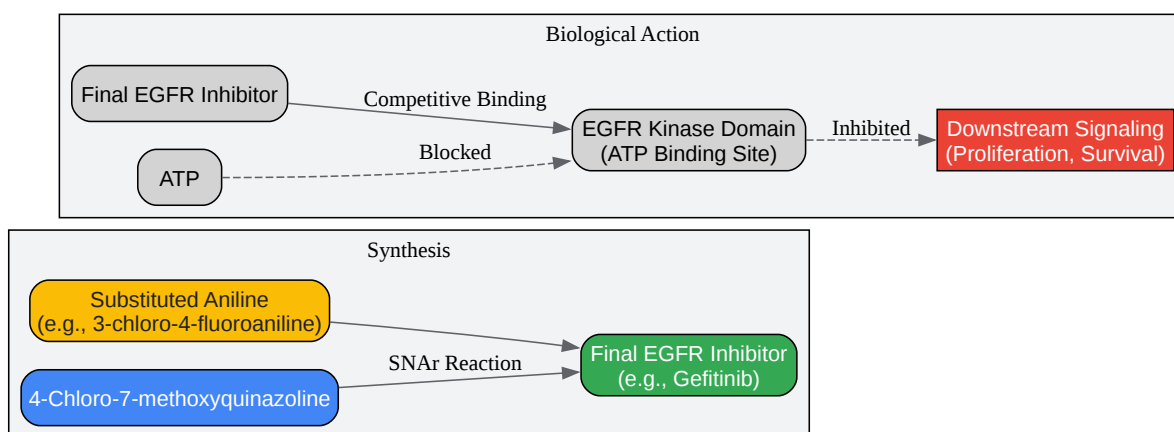 Biological Action
Final EGFR Inhibitor
Competitive Binding
ATP
Blocked
EGFR Kinase Domain
(ATP Binding Site)
Inhibited
Downstream Signaling
(Proliferation, Survival)
Synthesis
Substituted Aniline
(e.g., 3-chloro-4-fluoroaniline)
4-Chloro-7-methoxyquinazoline
SNAr Reaction
Final EGFR Inhibitor
(e.g., Gefitinib)